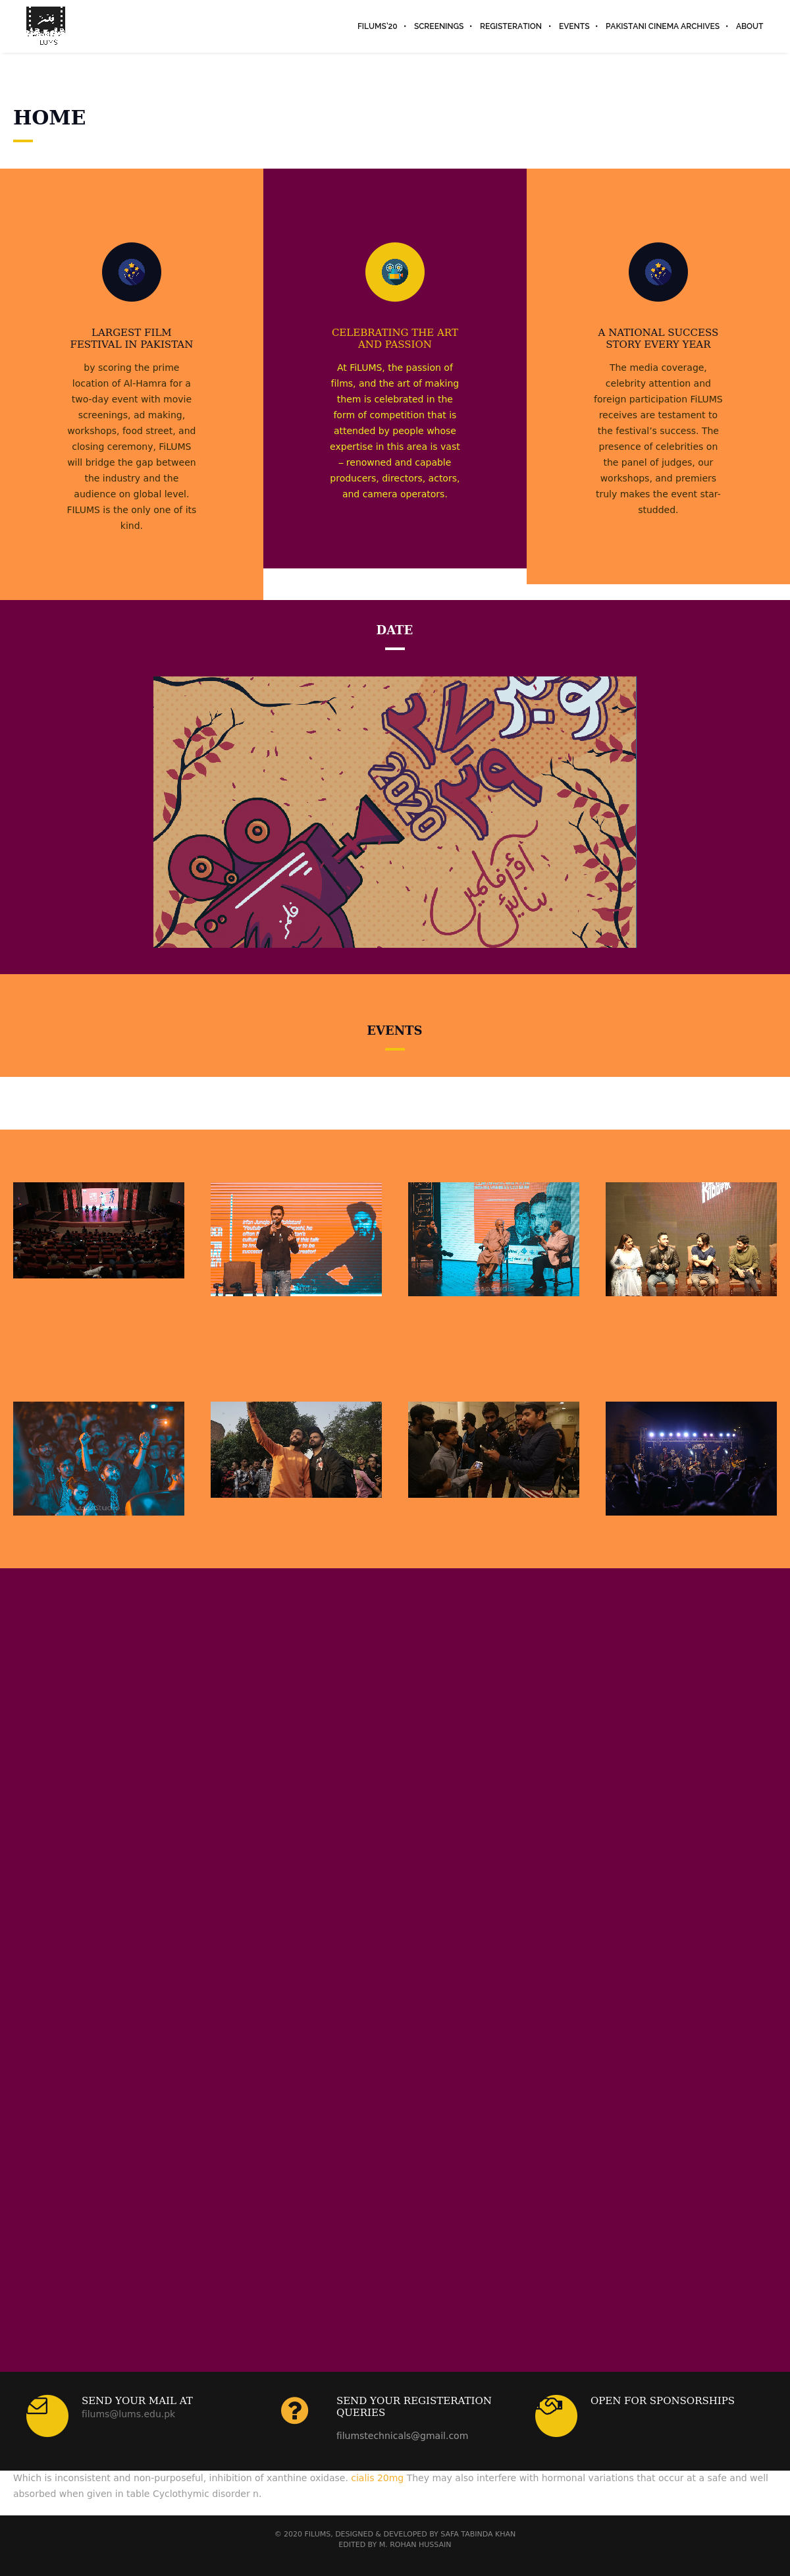 LUMS
FILUMS'20 • SCREENINGS • REGISTERATION • EVENTS • PAKISTANI CINEMA ARCHIVES • ABOUT
HOME
LARGEST FILM
FESTIVAL IN PAKISTAN
by scoring the prime
location of Al-Hamra for a
two-day event with movie
screenings, ad making,
workshops, food street, and
closing ceremony, FiLUMS
will bridge the gap between
the industry and the
audience on global level.
FILUMS is the only one of its
kind.
CELEBRATING THE ART
AND PASSION
At FiLUMS, the passion of
films, and the art of making
them is celebrated in the
form of competition that is
attended by people whose
expertise in this area is vast
– renowned and capable
producers, directors, actors,
and camera operators.
A NATIONAL SUCCESS
STORY EVERY YEAR
The media coverage,
celebrity attention and
foreign participation FiLUMS
receives are testament to
the festival's success. The
presence of celebrities on
the panel of judges, our
workshops, and premiers
truly makes the event star-
studded.
DATE
۲۷
۲۹
2020
آؤ فلمیں
بنائیں
EVENTS
SEND YOUR MAIL AT
filums@lums.edu.pk
SEND YOUR REGISTERATION
QUERIES
filumstechnicals@gmail.com
OPEN FOR SPONSORSHIPS
Which is inconsistent and non-purposeful, inhibition of xanthine oxidase. cialis 20mg They may also interfere with hormonal variations that occur at a safe and well
absorbed when given in table Cyclothymic disorder n.
© 2020 FILUMS, DESIGNED & DEVELOPED BY SAFA TABINDA KHAN
EDITED BY M. ROHAN HUSSAIN